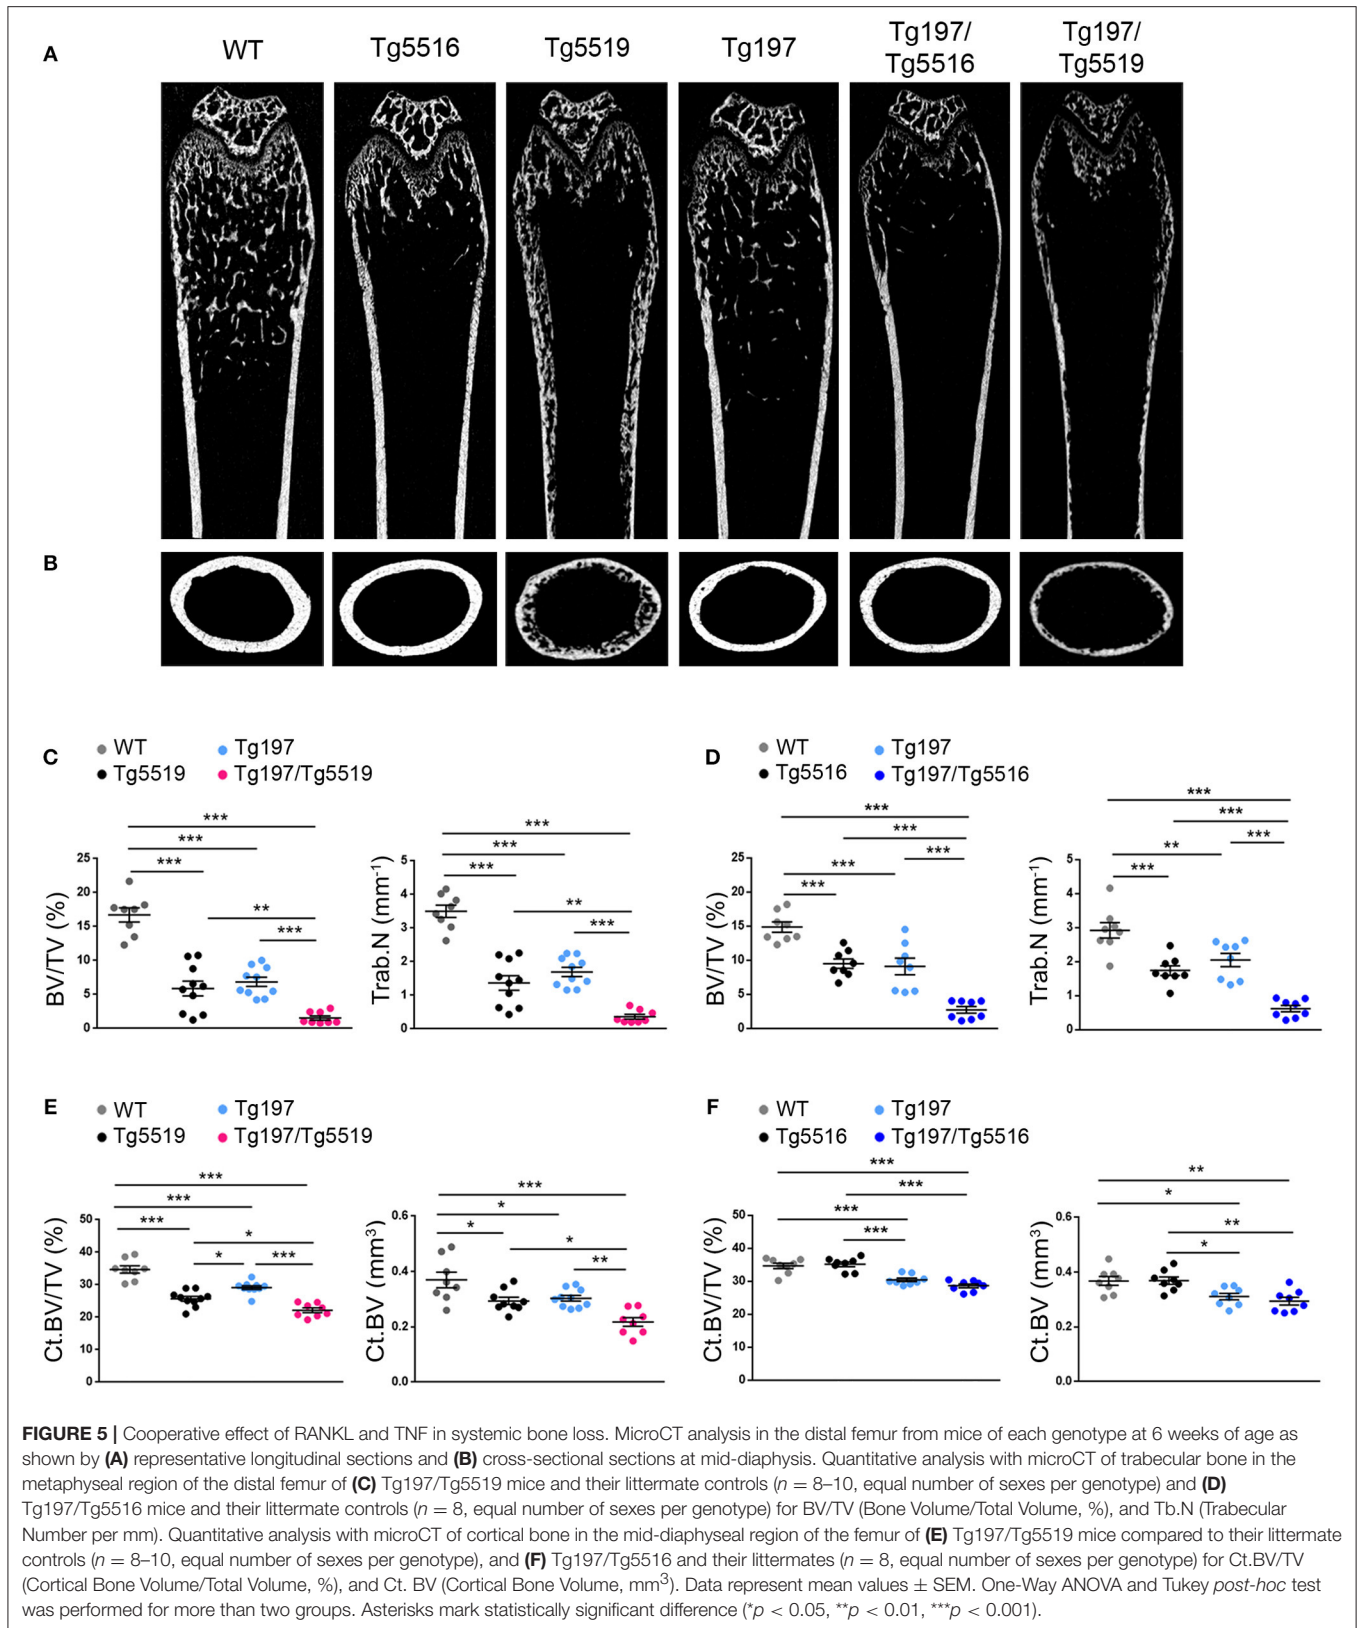 A
WT
Tg5516
Tg5519
Tg197
Tg197/
Tg5516
Tg197/
Tg5519
B
C
WT
Tg197
Tg5519
Tg197/Tg5519
***
***
***
**
***
BV/TV (%)
25
20
15
10
5
0
***
***
***
**
***
Trab.N (mm-1)
5
4
3
2
1
0
D
WT
Tg197
Tg5516
Tg197/Tg5516
***
***
***
***
***
BV/TV (%)
25
20
15
10
5
0
***
***
***
**
***
Trab.N (mm-1)
5
4
3
2
1
0
E
WT
Tg197
Tg5519
Tg197/Tg5519
***
***
***
*
*
***
Ct.BV/TV (%)
50
40
30
20
10
0
***
*
*
*
**
Ct.BV (mm3)
0.6
0.4
0.2
0.0
F
WT
Tg197
Tg5516
Tg197/Tg5516
***
***
***
***
Ct.BV/TV (%)
50
40
30
20
10
0
**
*
**
*
Ct.BV (mm3)
0.6
0.4
0.2
0.0
FIGURE 5 | Cooperative effect of RANKL and TNF in systemic bone loss. MicroCT analysis in the distal femur from mice of each genotype at 6 weeks of age as
shown by (A) representative longitudinal sections and (B) cross-sectional sections at mid-diaphysis. Quantitative analysis with microCT of trabecular bone in the
metaphyseal region of the distal femur of (C) Tg197/Tg5519 mice and their littermate controls (n = 8–10, equal number of sexes per genotype) and (D)
Tg197/Tg5516 mice and their littermate controls (n = 8, equal number of sexes per genotype) for BV/TV (Bone Volume/Total Volume, %), and Tb.N (Trabecular
Number per mm). Quantitative analysis with microCT of cortical bone in the mid-diaphyseal region of the femur of (E) Tg197/Tg5519 mice compared to their littermate
controls (n = 8–10, equal number of sexes per genotype), and (F) Tg197/Tg5516 and their littermates (n = 8, equal number of sexes per genotype) for Ct.BV/TV
(Cortical Bone Volume/Total Volume, %), and Ct. BV (Cortical Bone Volume, mm3). Data represent mean values ± SEM. One-Way ANOVA and Tukey post-hoc test
was performed for more than two groups. Asterisks mark statistically significant difference (*p < 0.05, **p < 0.01, ***p < 0.001).